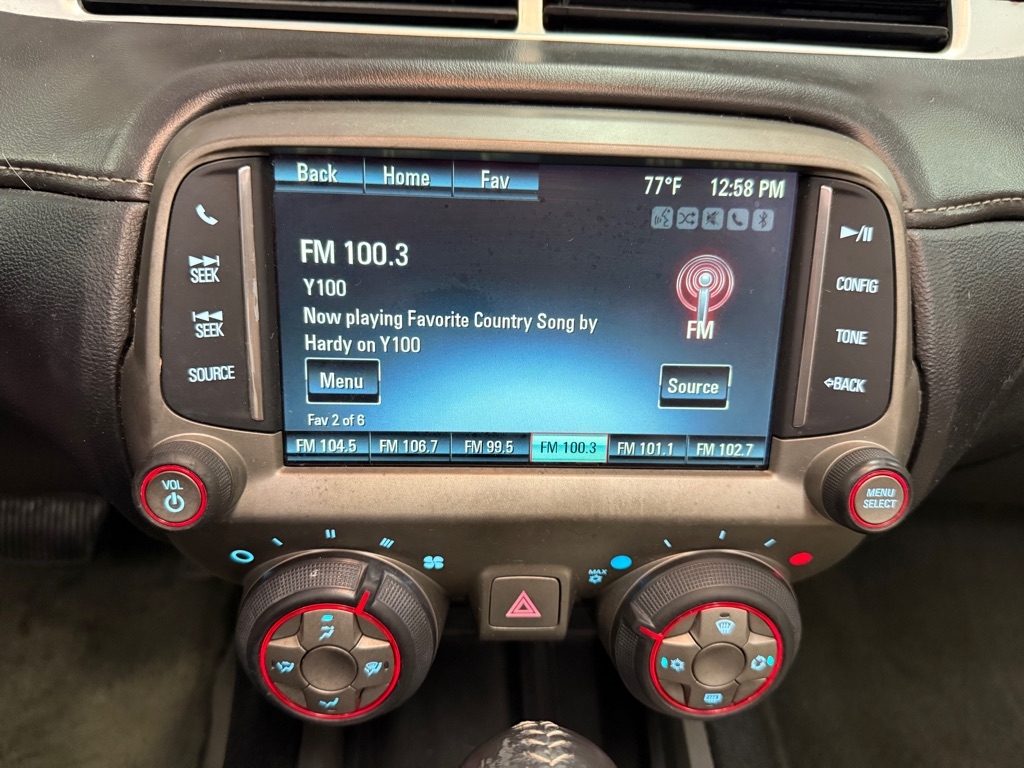 Back Home Fav
77°F 12:58 PM
FM 100.3
Y100
Now playing Favorite Country Song by
Hardy on Y100
FM
Menu
Source
Fav 2 of 6
FM 104.5 FM 106.7 FM 99.5 FM 100.3 FM 101.1 FM 102.7
SEEK
SEEK
SOURCE
CONFIG
TONE
BACK
VOL
MENU
SELECT
MAX